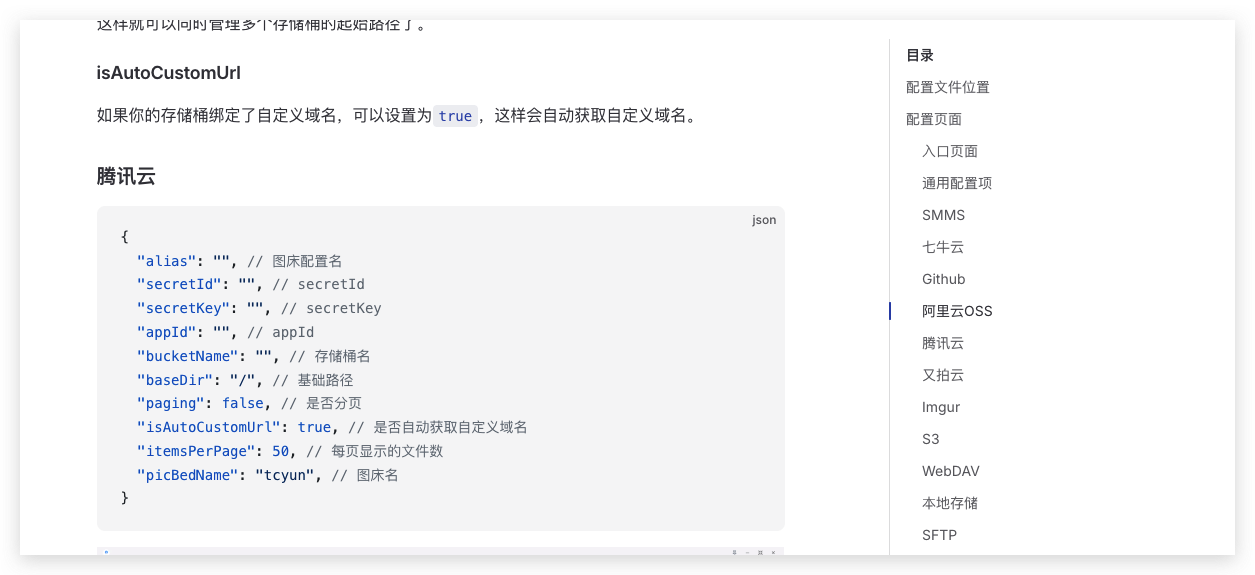 这样就可以同时管理多个存储桶的起始路径了。
isAutoCustomUrl
如果你的存储桶绑定了自定义域名，可以设置为 true ，这样会自动获取自定义域名。
腾讯云
json
{
  "alias": "", // 图床配置名
  "secretId": "", // secretId
  "secretKey": "", // secretKey
  "appId": "", // appId
  "bucketName": "", // 存储桶名
  "baseDir": "/", // 基础路径
  "paging": false, // 是否分页
  "isAutoCustomUrl": true, // 是否自动获取自定义域名
  "itemsPerPage": 50, // 每页显示的文件数
  "picBedName": "tcyun", // 图床名
}
目录
配置文件位置
配置页面
入口页面
通用配置项
SMMS
七牛云
Github
阿里云OSS
腾讯云
又拍云
Imgur
S3
WebDAV
本地存储
SFTP